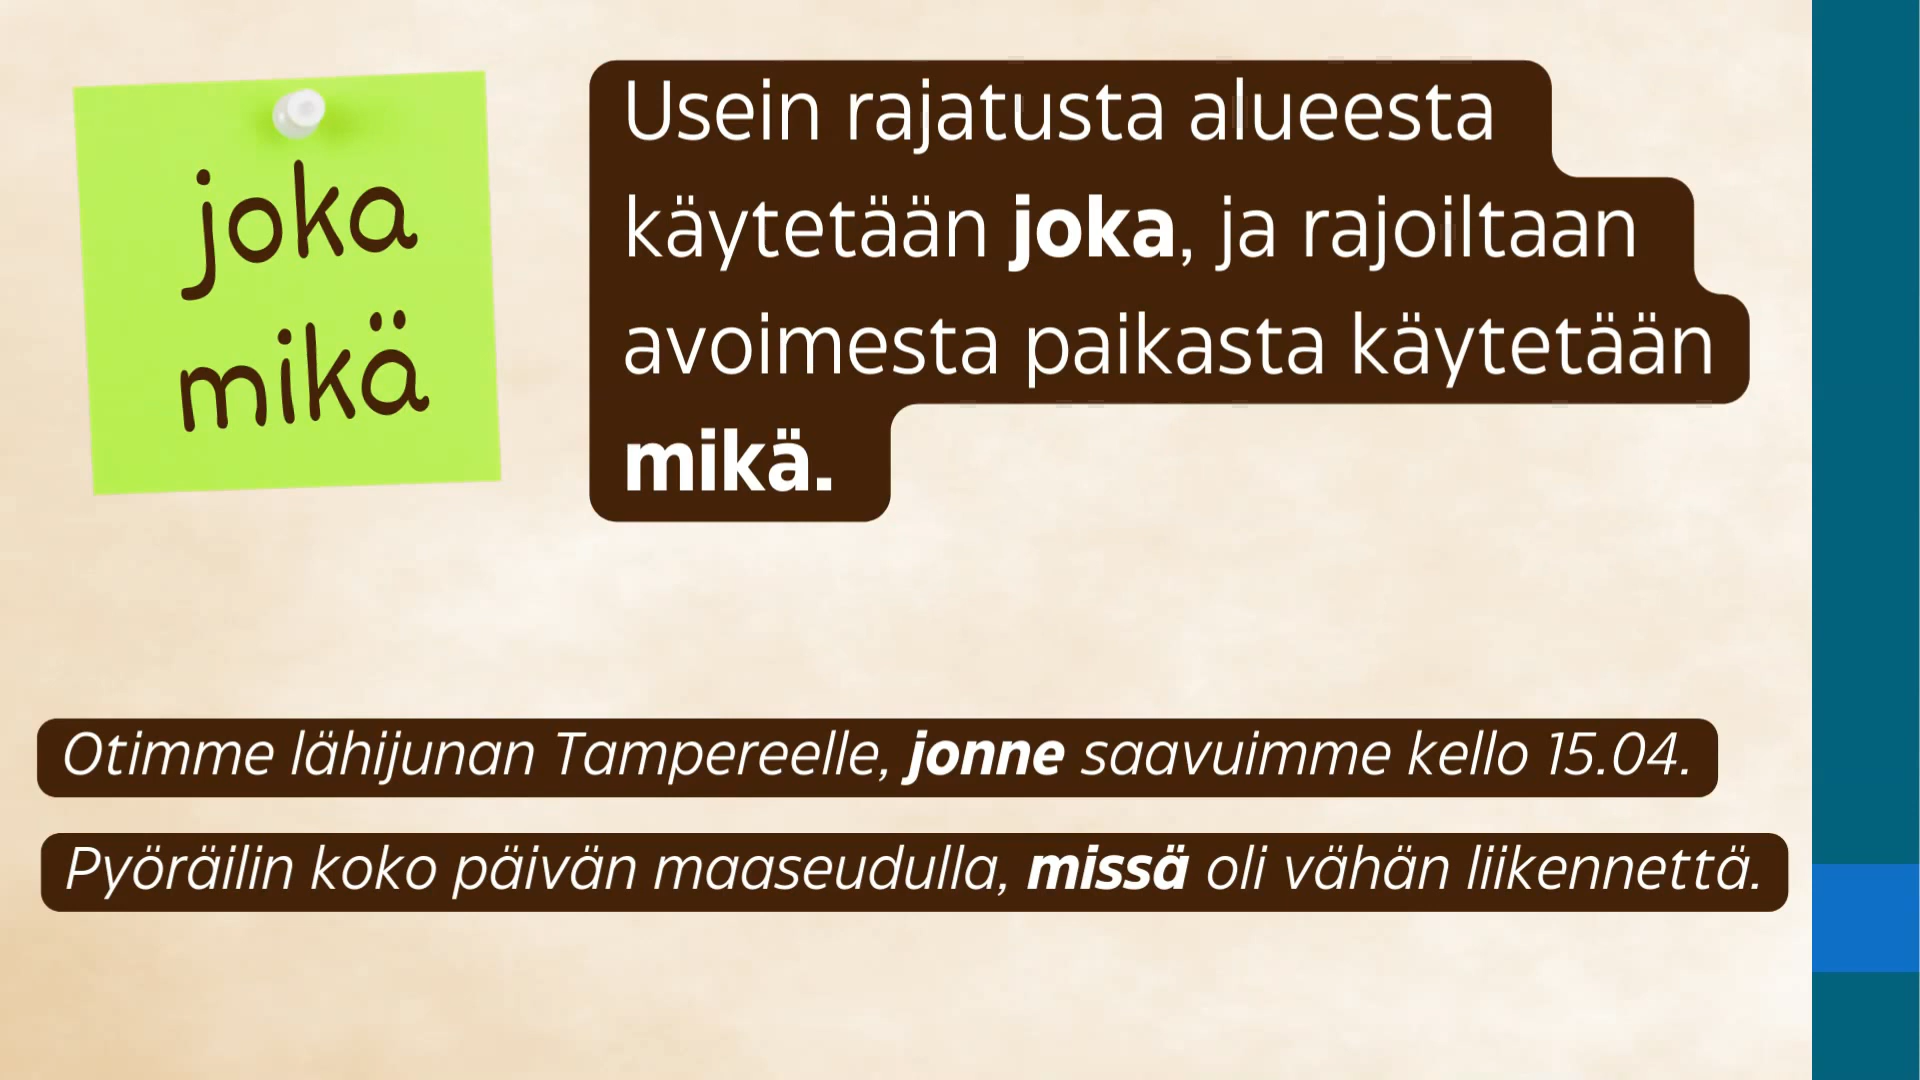 joka
mikä
Usein rajatusta alueesta
käytetään joka, ja rajoiltaan
avoimesta paikasta käytetään
mikä.
Otimme lähijunan Tampereelle, jonne saavuimme kello 15.04.
Pyöräilin koko päivän maaseudulla, missä oli vähän liikennettä.